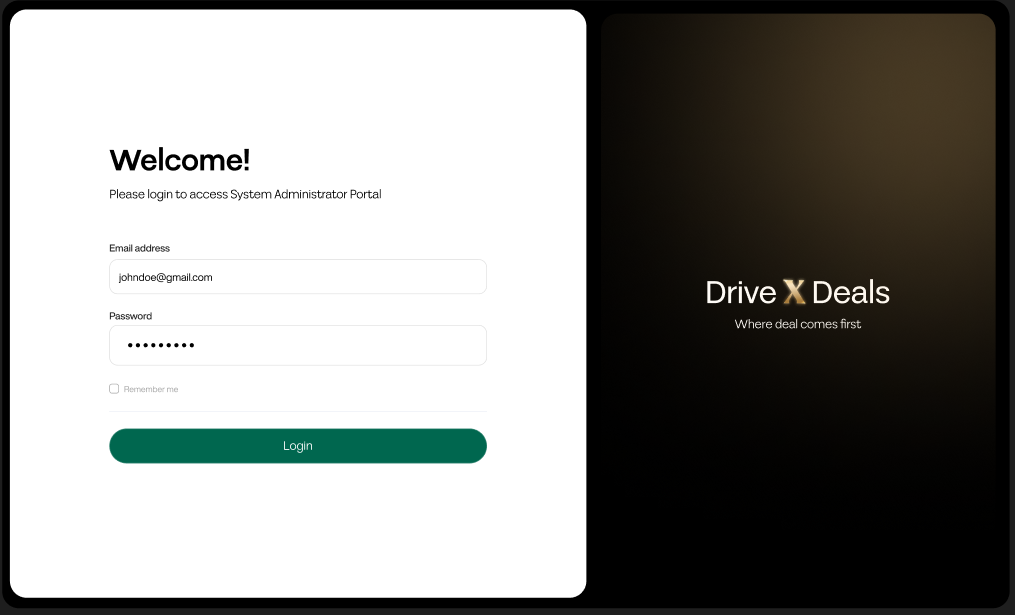 Welcome!
Please login to access System Administrator Portal
Email address
johndoe@gmail.com
Password
•••••••••
Remember me
Login
Drive X Deals
Where deal comes first